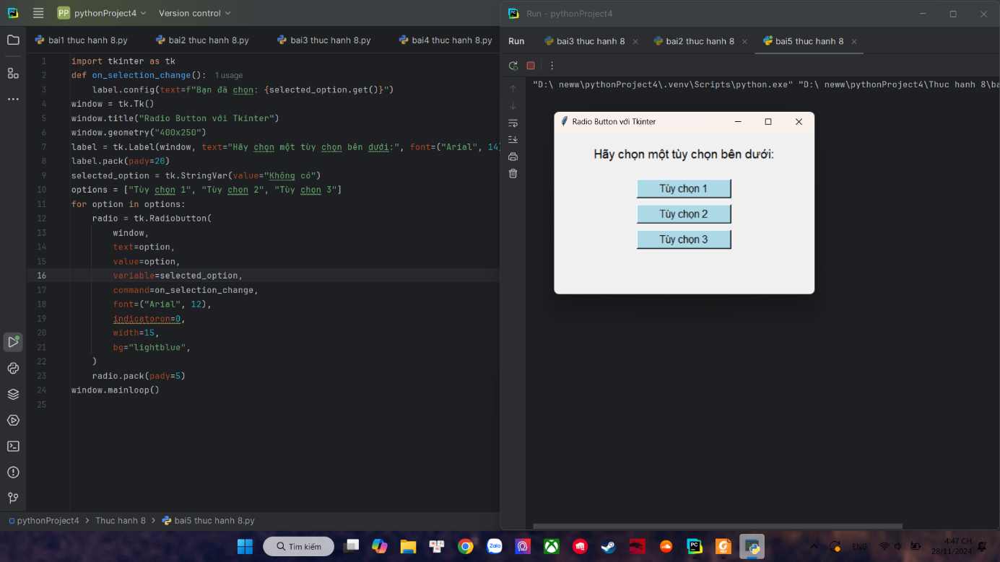 PP pythonProject4 Version control
bai1 thuc hanh 8.py bai2 thuc hanh 8.py bai3 thuc hanh 8.py bai4 thuc hanh 8.py
1 import tkinter as tk
2 def on_selection_change(): 1 usage
3 label.config(text=f"Bạn đã chọn: {selected_option.get()}")
4 window = tk.Tk()
5 window.title("Radio Button với Tkinter")
6 window.geometry("400x250")
7 label = tk.Label(window, text="Hãy chọn một tùy chọn bên dưới:", font=("Arial", 14)
8 label.pack(pady=20)
9 selected_option = tk.StringVar(value="Không có")
10 options = ["Tùy chọn 1", "Tùy chọn 2", "Tùy chọn 3"]
11 for option in options:
12 radio = tk.Radiobutton(
13 window,
14 text=option,
15 value=option,
16 variable=selected_option,
17 command=on_selection_change,
18 font=("Arial", 12),
19 indicatoron=0,
20 width=15,
21 bg="lightblue",
22 )
23 radio.pack(pady=5)
24 window.mainloop()
25
pythonProject4 > Thuc hanh 8 > bai5 thuc hanh 8.py
Run - pythonProject4
Run bai3 thuc hanh 8 bai2 thuc hanh 8 bai5 thuc hanh 8
"D:\ neww\pythonProject4\.venv\Scripts\python.exe" "D:\ neww\pythonProject4\Thuc hanh 8\ba
Radio Button với Tkinter
Hãy chọn một tùy chọn bên dưới:
Tùy chọn 1
Tùy chọn 2
Tùy chọn 3
Tìm kiếm
Zalo
ENG
4:47 CH
28/11/2024